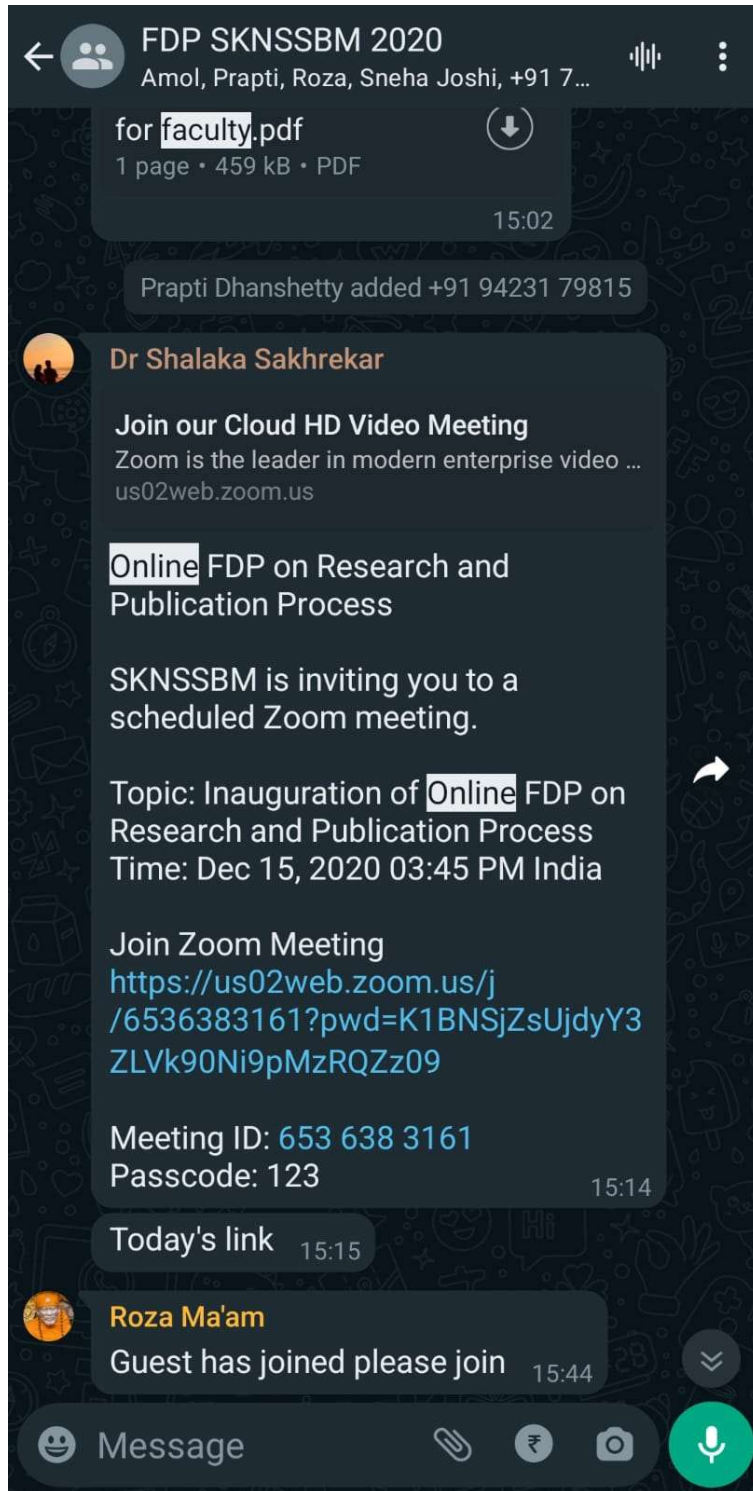 FDP SKNSSBM 2020
Amol, Prapti, Roza, Sneha Joshi, +91 7...
for faculty.pdf
1 page • 459 kB • PDF
15:02
Prapti Dhanshetty added +91 94231 79815
Dr Shalaka Sakhrekar
Join our Cloud HD Video Meeting
Zoom is the leader in modern enterprise video ...
us02web.zoom.us
Online FDP on Research and
Publication Process
SKNSSBM is inviting you to a
scheduled Zoom meeting.
Topic: Inauguration of Online FDP on
Research and Publication Process
Time: Dec 15, 2020 03:45 PM India
Join Zoom Meeting
https://us02web.zoom.us/j
/6536383161?pwd=K1BNSjZsUjdyY3
ZLVk90Ni9pMzRQZz09
Meeting ID: 653 638 3161
Passcode: 123
15:14
Today's link 15:15
Roza Ma'am
Guest has joined please join 15:44
Message
₹